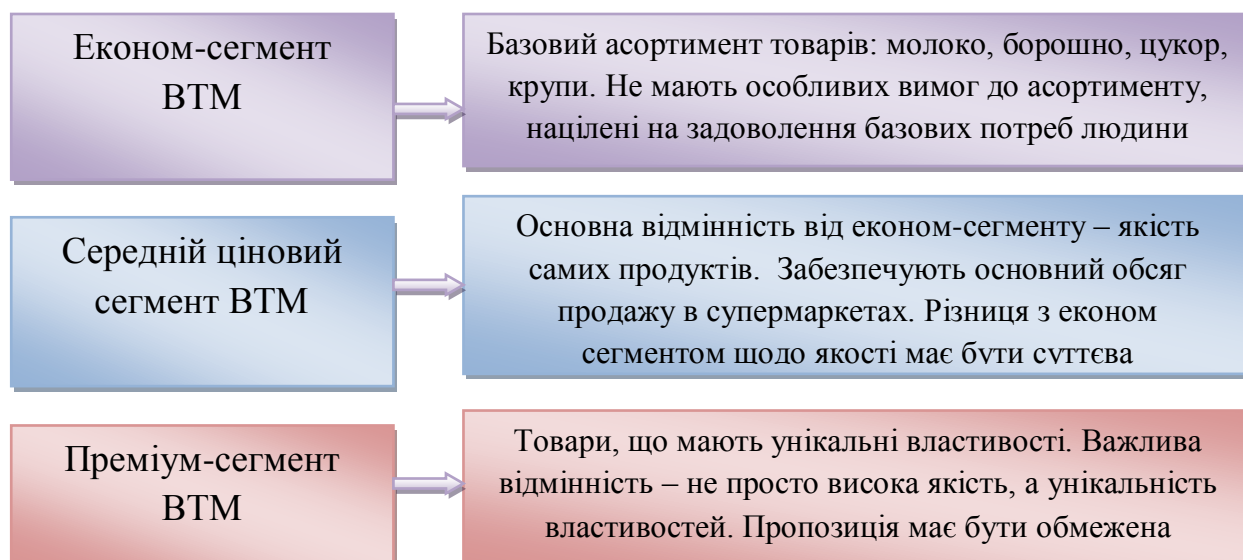 Економ-сегмент
ВТМ
Базовий асортимент товарів: молоко, борошно, цукор,
крупи. Не мають особливих вимог до асортименту,
націлені на задоволення базових потреб людини
Середній ціновий
сегмент ВТМ
Основна відмінність від економ-сегменту – якість
самих продуктів. Забезпечують основний обсяг
продажу в супермаркетах. Різниця з економ
сегментом щодо якості має бути суттєва
Преміум-сегмент
ВТМ
Товари, що мають унікальні властивості. Важлива
відмінність – не просто висока якість, а унікальність
властивостей. Пропозиція має бути обмежена